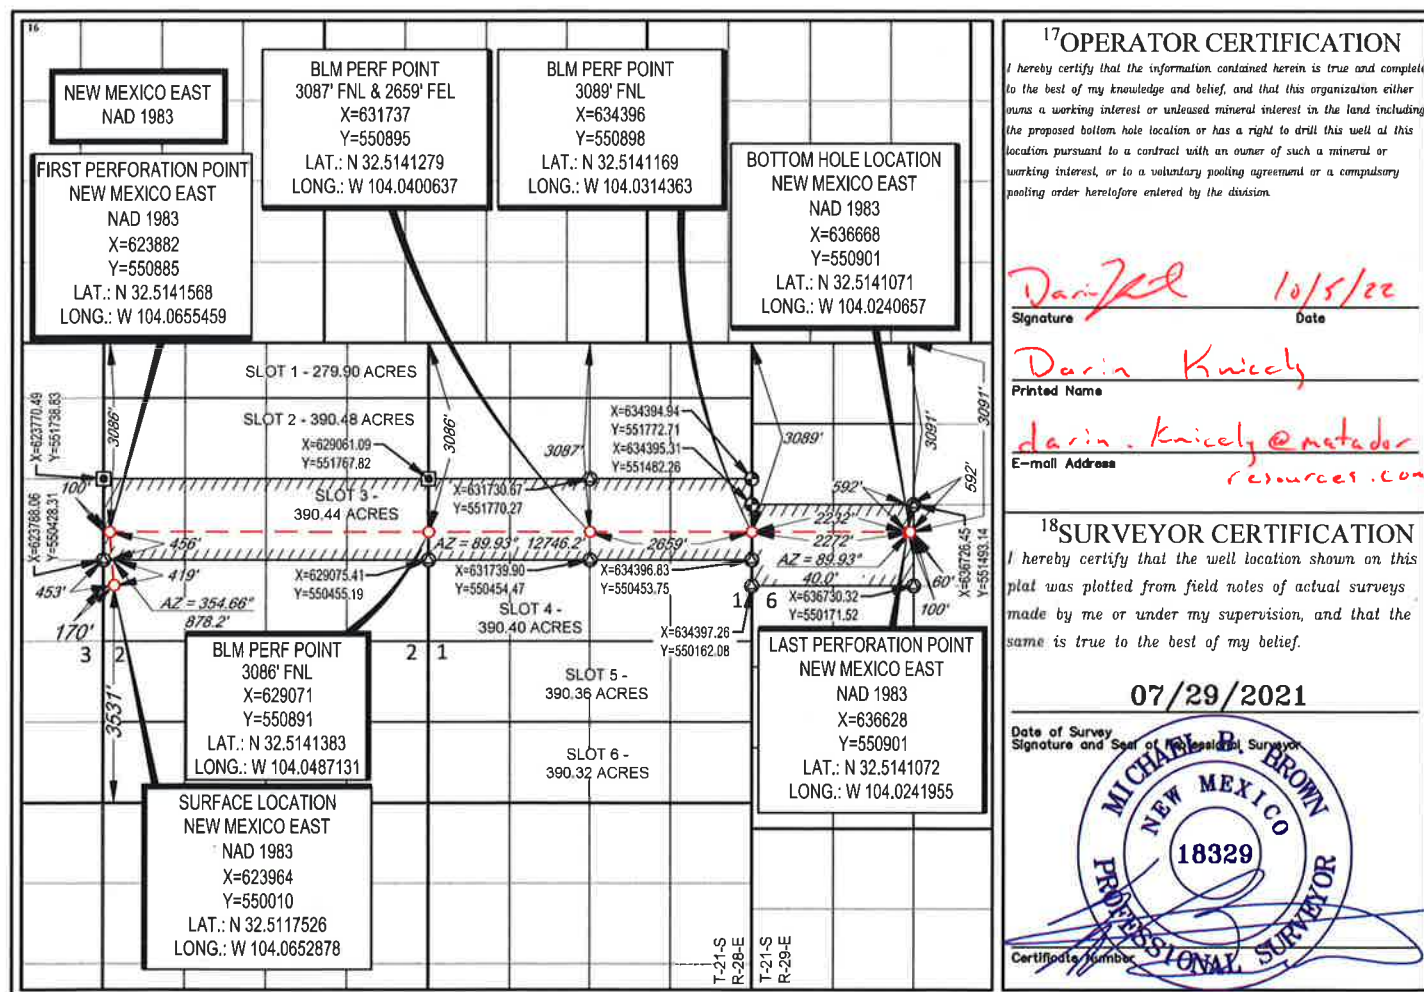 16
NEW MEXICO EAST
NAD 1983
FIRST PERFORATION POINT
NEW MEXICO EAST
NAD 1983
X=623882
Y=550885
LAT.: N 32.5141568
LONG.: W 104.0655459
BLM PERF POINT
3087' FNL & 2659' FEL
X=631737
Y=550895
LAT.: N 32.5141279
LONG.: W 104.0400637
BLM PERF POINT
3089' FNL
X=634396
Y=550898
LAT.: N 32.5141169
LONG.: W 104.0314363
BOTTOM HOLE LOCATION
NEW MEXICO EAST
NAD 1983
X=636668
Y=550901
LAT.: N 32.5141071
LONG.: W 104.0240657
SLOT 1 - 279.90 ACRES
SLOT 2 - 390.48 ACRES
X=623770.49
Y=551738.83
3086'
X=629061.09
Y=551767.82
3086'
3087'
X=634394.94
Y=551772.71
X=634395.31
Y=551482.26
3089'
3091'
3091'
592'
592'
100'
SLOT 3 -
390.44 ACRES
X=631730.67
Y=551770.27
X=623788.06
Y=550428.31
456'
AZ = 89.93° 12746.2'
2659'
2232'
2272'
AZ = 89.93°
40.0'
X=636726.45
Y=551493.14
60'
100'
453'
419'
AZ = 354.66°
878.2'
170'
X=629075.41
Y=550455.19
X=631739.90
Y=550454.47
X=634396.83
Y=550453.75
X=636730.32
Y=550171.52
X=634397.26
Y=550162.08
SLOT 4 -
390.40 ACRES
3 2
2 1
1 6
3531'
SLOT 5 -
390.36 ACRES
SLOT 6 -
390.32 ACRES
BLM PERF POINT
3086' FNL
X=629071
Y=550891
LAT.: N 32.5141383
LONG.: W 104.0487131
LAST PERFORATION POINT
NEW MEXICO EAST
NAD 1983
X=636628
Y=550901
LAT.: N 32.5141072
LONG.: W 104.0241955
SURFACE LOCATION
NEW MEXICO EAST
NAD 1983
X=623964
Y=550010
LAT.: N 32.5117526
LONG.: W 104.0652878
T-21-S
R-28-E
T-21-S
R-29-E
17OPERATOR CERTIFICATION
I hereby certify that the information contained herein is true and complete
to the best of my knowledge and belief, and that this organization either
owns a working interest or unleased mineral interest in the land including
the proposed bottom hole location or has a right to drill this well at this
location pursuant to a contract with an owner of such a mineral or
working interest, or to a voluntary pooling agreement or a compulsory
pooling order heretofore entered by the division.
10/5/22
Signature Date
Darin Knicely
Printed Name
darin.knicely@matador
resources.com
E-mail Address
18SURVEYOR CERTIFICATION
I hereby certify that the well location shown on this
plat was plotted from field notes of actual surveys
made by me or under my supervision, and that the
same is true to the best of my belief.
07/29/2021
Date of Survey
Signature and Seal of Professional Surveyor
MICHAEL B. BROWN
NEW MEXICO
18329
PROFESSIONAL SURVEYOR
Certificate Number